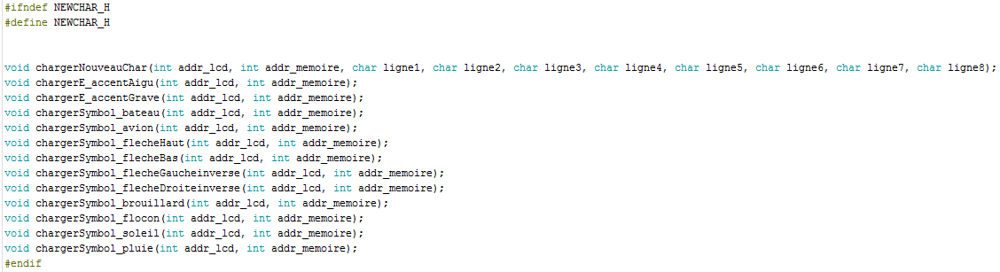 #ifndef NEWCHAR_H
#define NEWCHAR_H
void chargerNouveauChar(int addr_lcd, int addr_memoire, char ligne1, char ligne2, char ligne3, char ligne4, char ligne5, char ligne6, char ligne7, char ligne8);
void chargerE_accentAigu(int addr_lcd, int addr_memoire);
void chargerE_accentGrave(int addr_lcd, int addr_memoire);
void chargerSymbol_bateau(int addr_lcd, int addr_memoire);
void chargerSymbol_avion(int addr_lcd, int addr_memoire);
void chargerSymbol_flecheHaut(int addr_lcd, int addr_memoire);
void chargerSymbol_flecheBas(int addr_lcd, int addr_memoire);
void chargerSymbol_flecheGaucheinverse(int addr_lcd, int addr_memoire);
void chargerSymbol_flecheDroiteinverse(int addr_lcd, int addr_memoire);
void chargerSymbol_brouillard(int addr_lcd, int addr_memoire);
void chargerSymbol_flocon(int addr_lcd, int addr_memoire);
void chargerSymbol_soleil(int addr_lcd, int addr_memoire);
void chargerSymbol_pluie(int addr_lcd, int addr_memoire);
#endif